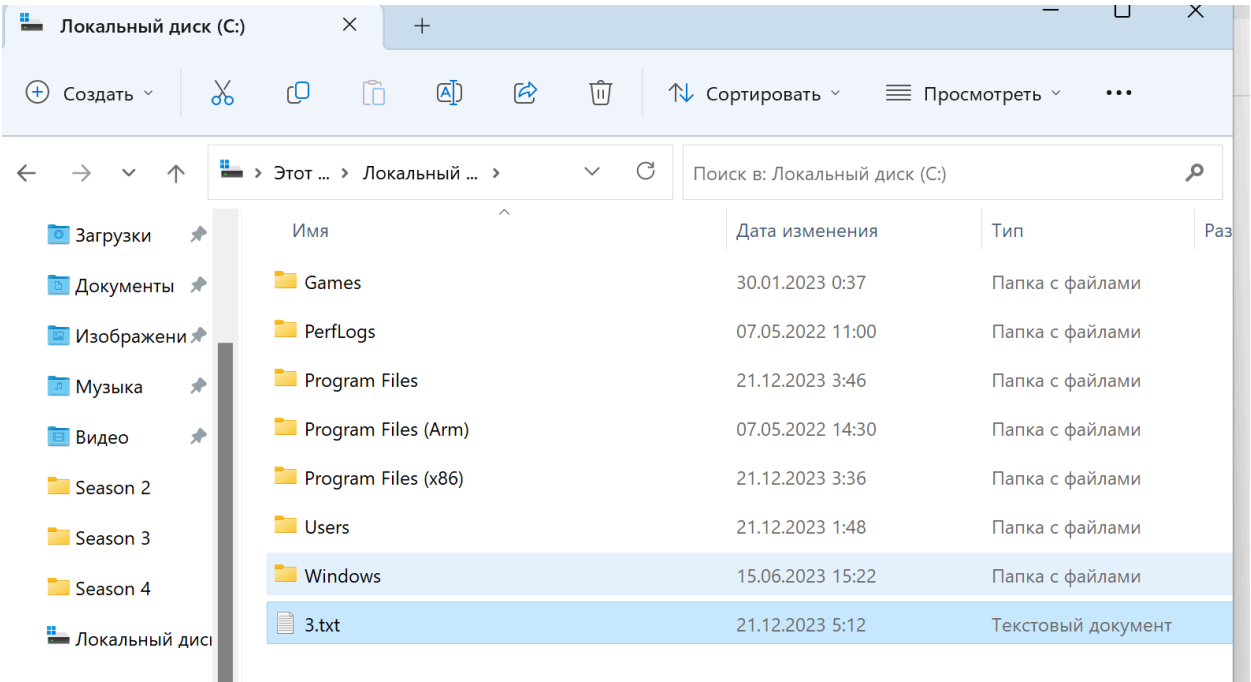 Локальный диск (C:)
Создать Сортировать Просмотреть
Этот ... Локальный ... Поиск в: Локальный диск (C:)
Загрузки
Документы
Изображени
Музыка
Видео
Season 2
Season 3
Season 4
Локальный дис
Имя Дата изменения Тип Раз
Games 30.01.2023 0:37 Папка с файлами
PerfLogs 07.05.2022 11:00 Папка с файлами
Program Files 21.12.2023 3:46 Папка с файлами
Program Files (Arm) 07.05.2022 14:30 Папка с файлами
Program Files (x86) 21.12.2023 3:36 Папка с файлами
Users 21.12.2023 1:48 Папка с файлами
Windows 15.06.2023 15:22 Папка с файлами
3.txt 21.12.2023 5:12 Текстовый документ